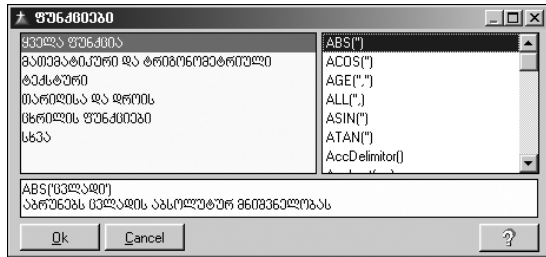 ფუნქციები
ყველა ფუნქცია
მათემატიკური და ტრიგონომეტრიული
ტექსტური
თარიღისა და დროის
ცხრილის ფუნქციები
სხვა
ABS('')
ACOS('')
AGE('','')
ALL('',)
ASIN('')
ATAN('')
AccDelimitor()
ABS('ცვლადი')
აბრუნებს ცვლადის აბსოლუტურ მნიშვნელობას
Ok
Cancel
?